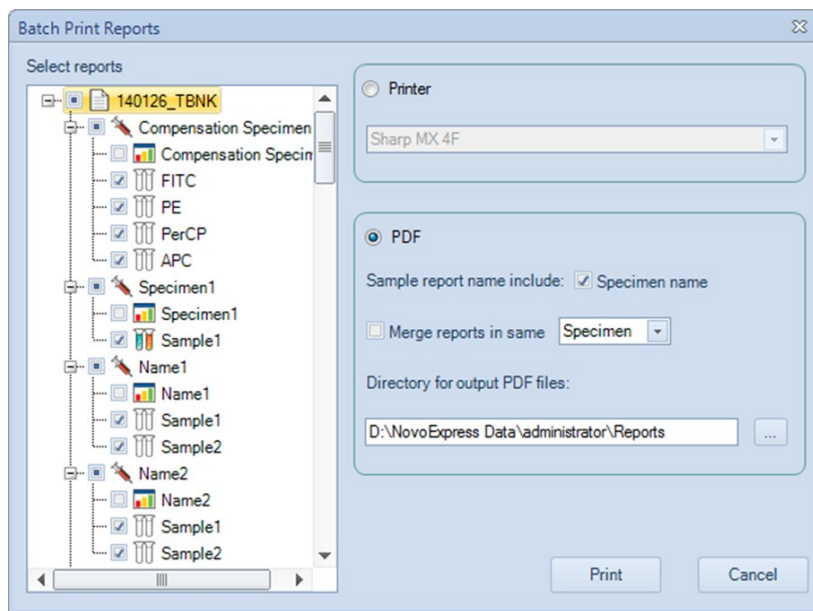 Batch Print Reports
Select reports
140126_TBNK
Compensation Specimen
Compensation Specin
FITC
PE
PerCP
APC
Specimen1
Specimen1
Sample1
Name1
Name1
Sample1
Sample2
Name2
Name2
Sample1
Sample2
Printer
Sharp MX 4F
PDF
Sample report name include: Specimen name
Merge reports in same Specimen
Directory for output PDF files:
D:\NovoExpress Data\administrator\Reports ...
Print Cancel